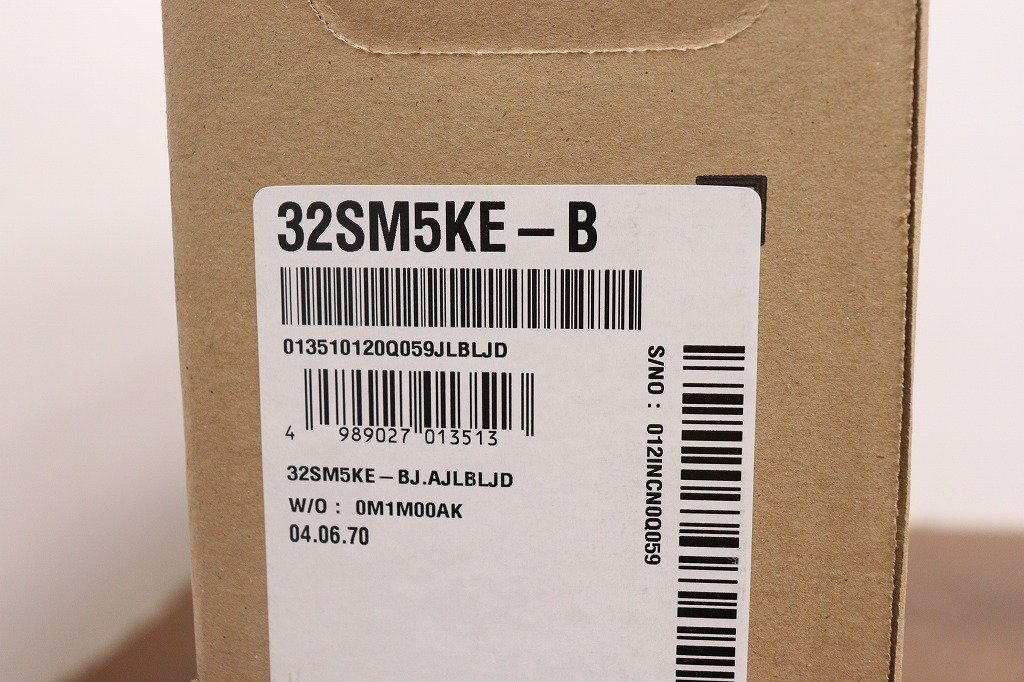 32SM5KE-B
013510120Q059JLBLJD
4 989027 013513
32SM5KE-BJ.AJLBLJD
W/O : 0M1M00AK
04.06.70
S/NO : 012INCN0Q059